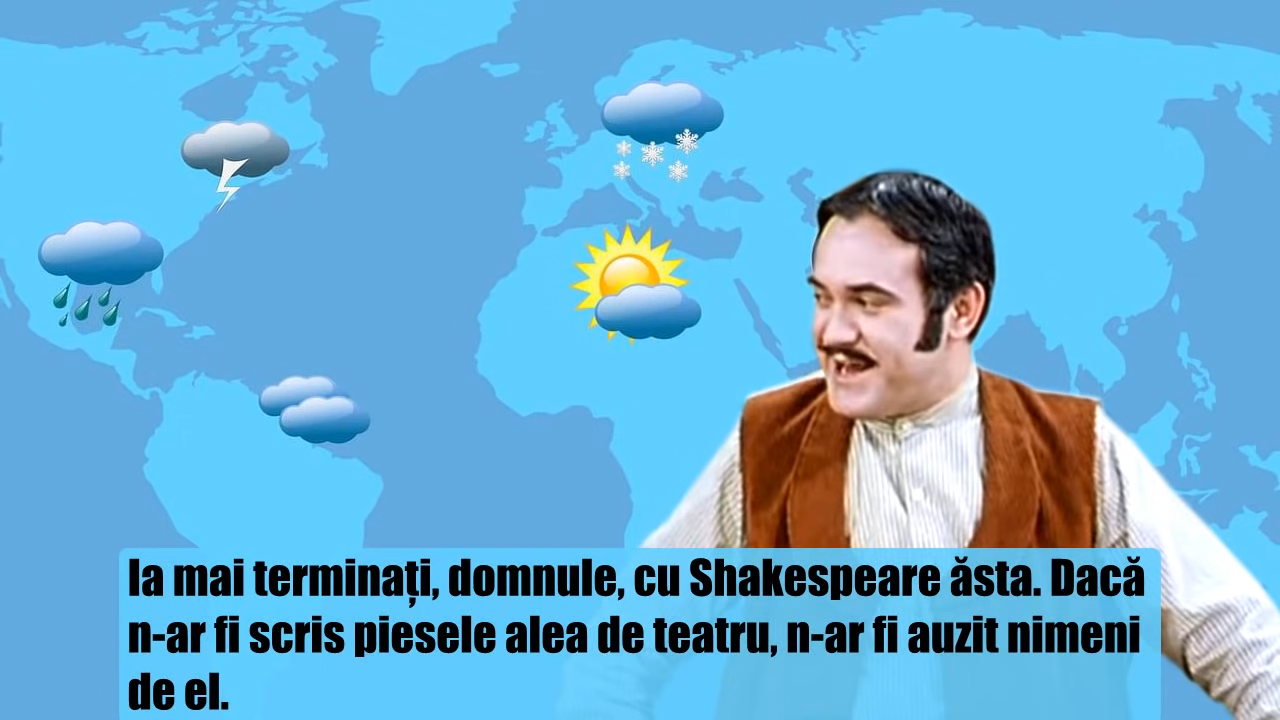 Ia mai terminați, domnule, cu Shakespeare ăsta. Dacă
n-ar fi scris piesele alea de teatru, n-ar fi auzit nimeni
de el.